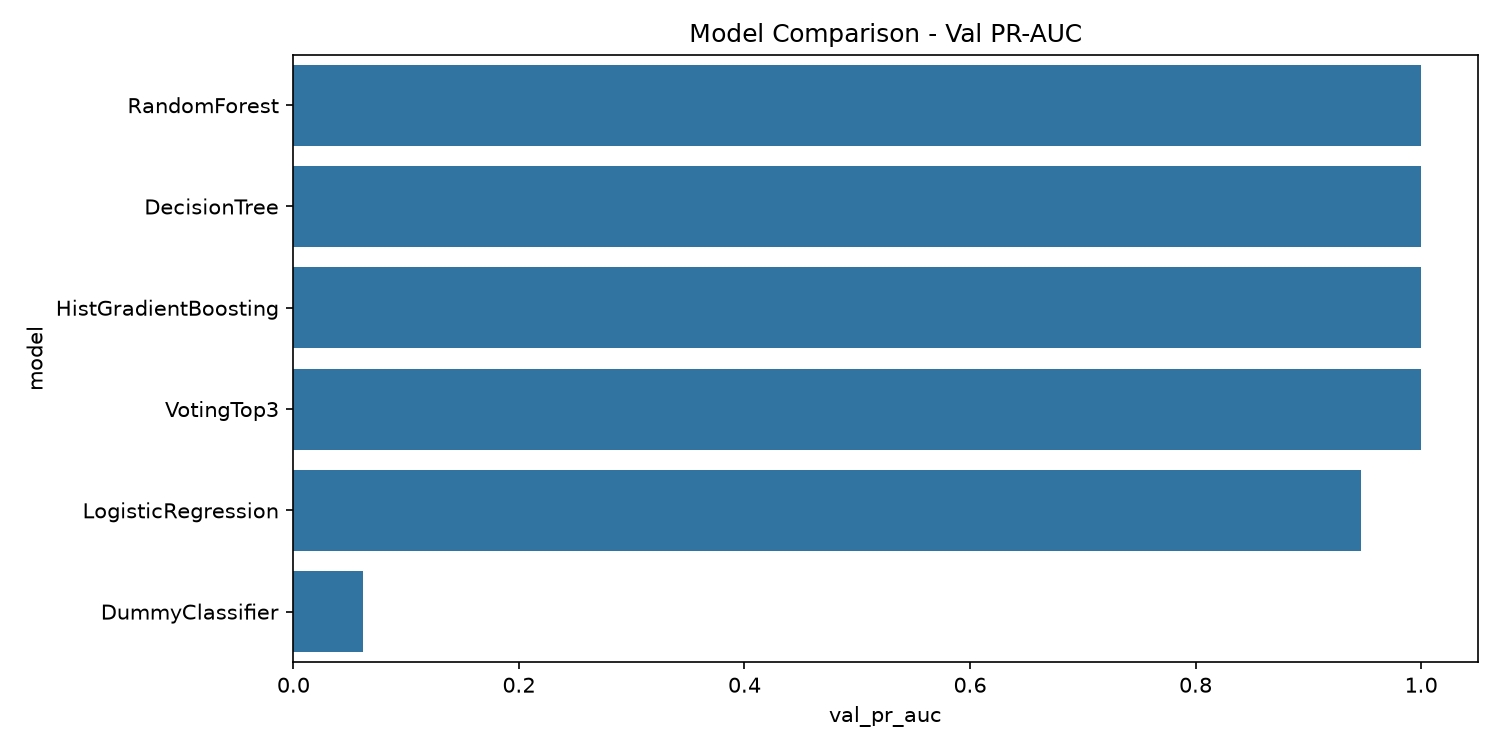 Model Comparison - Val PR-AUC
model
RandomForest
DecisionTree
HistGradientBoosting
VotingTop3
LogisticRegression
DummyClassifier
0.0 0.2 0.4 0.6 0.8 1.0
val_pr_auc